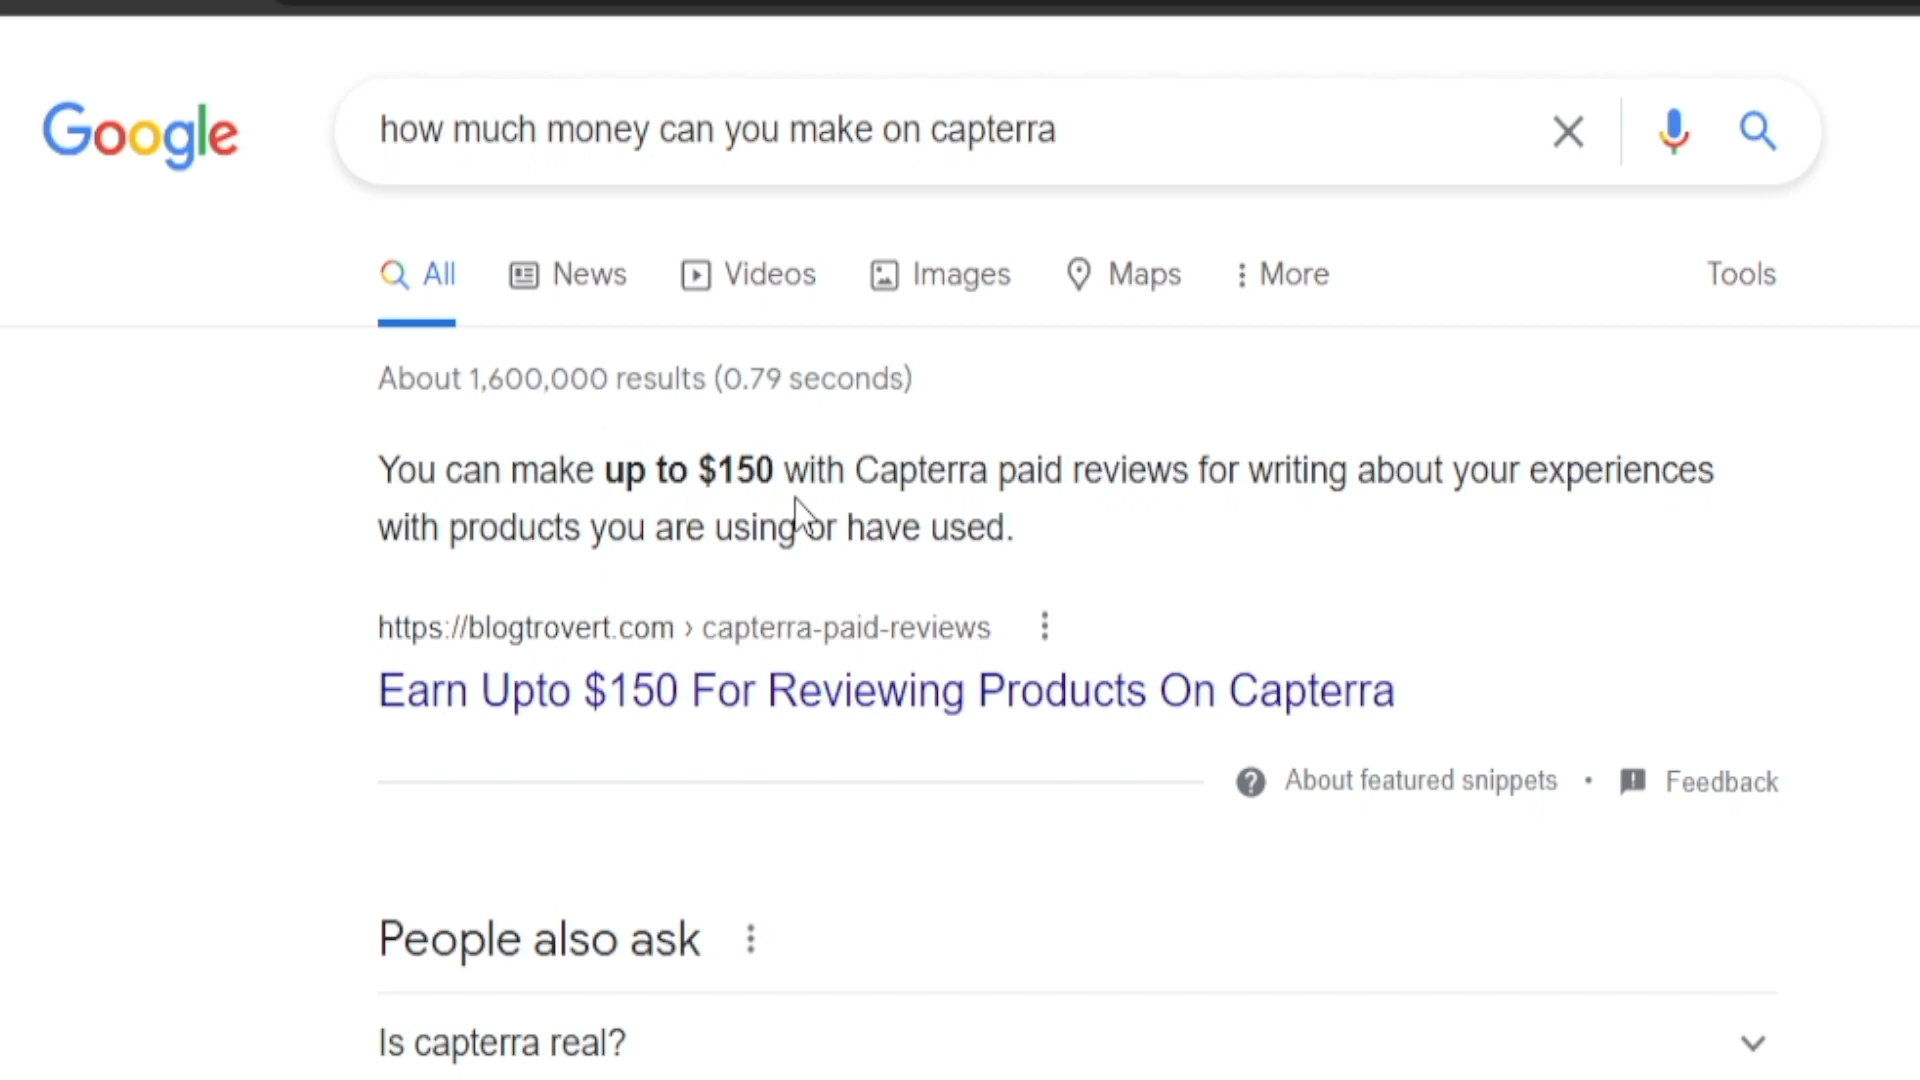 Google
how much money can you make on capterra
All News Videos Images Maps More Tools
About 1,600,000 results (0.79 seconds)
You can make up to $150 with Capterra paid reviews for writing about your experiences
with products you are using or have used.
https://blogtrovert.com › capterra-paid-reviews
Earn Upto $150 For Reviewing Products On Capterra
About featured snippets • Feedback
People also ask
Is capterra real?